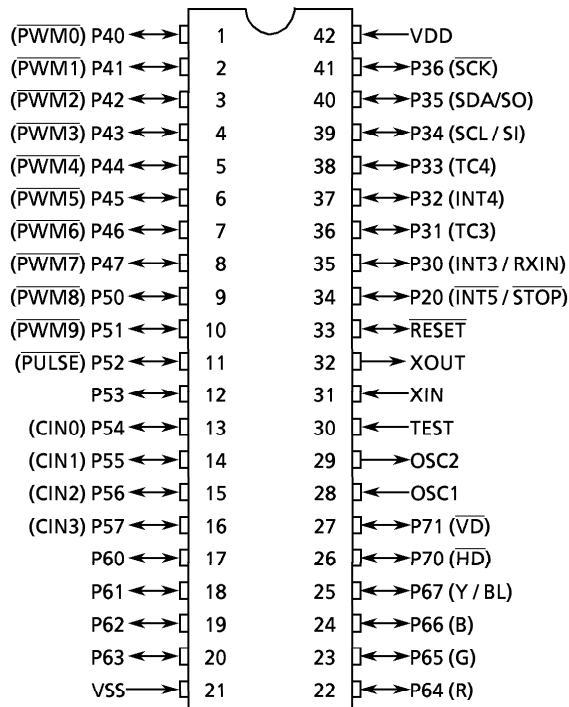 (PWM0) P40 1 42 VDD
(PWM1) P41 2 41 P36 (SCK)
(PWM2) P42 3 40 P35 (SDA/SO)
(PWM3) P43 4 39 P34 (SCL / SI)
(PWM4) P44 5 38 P33 (TC4)
(PWM5) P45 6 37 P32 (INT4)
(PWM6) P46 7 36 P31 (TC3)
(PWM7) P47 8 35 P30 (INT3 / RXIN)
(PWM8) P50 9 34 P20 (INT5 / STOP)
(PWM9) P51 10 33 RESET
(PULSE) P52 11 32 XOUT
P53 12 31 XIN
(CIN0) P54 13 30 TEST
(CIN1) P55 14 29 OSC2
(CIN2) P56 15 28 OSC1
(CIN3) P57 16 27 P71 (VD)
P60 17 26 P70 (HD)
P61 18 25 P67 (Y / BL)
P62 19 24 P66 (B)
P63 20 23 P65 (G)
VSS 21 22 P64 (R)